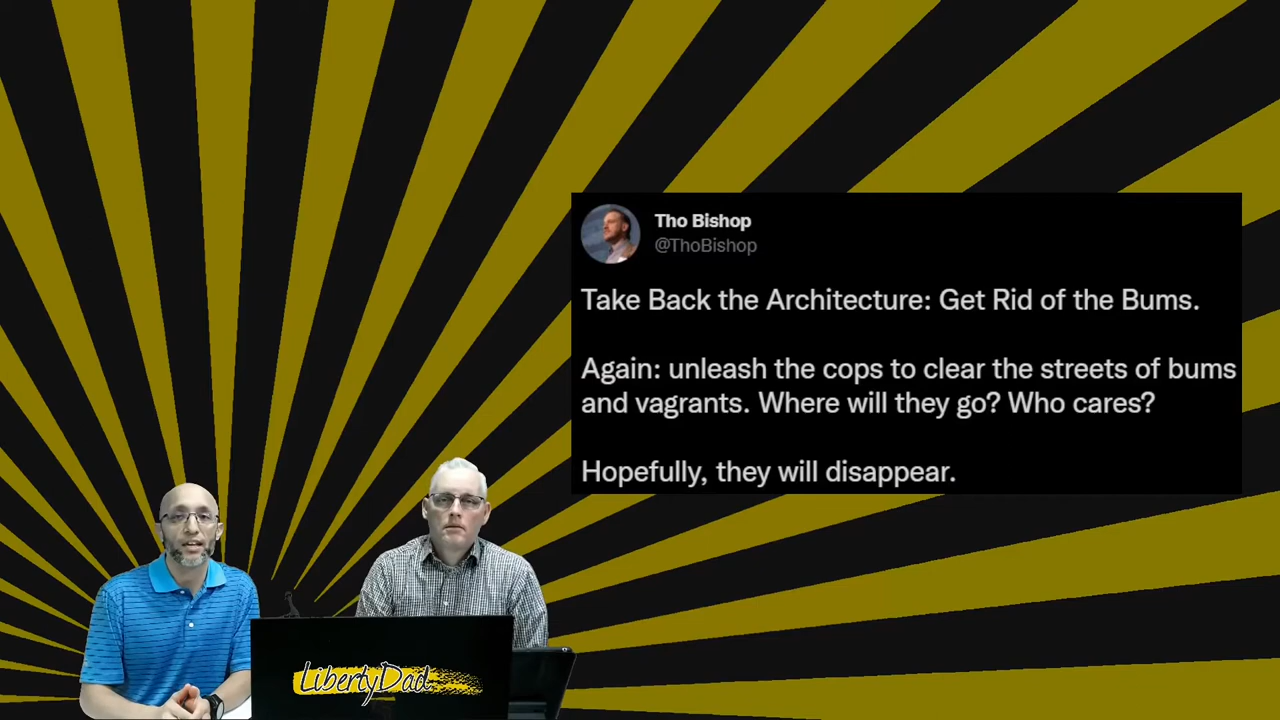 Tho Bishop
@ThoBishop
Take Back the Architecture: Get Rid of the Bums.
Again: unleash the cops to clear the streets of bums
and vagrants. Where will they go? Who cares?
Hopefully, they will disappear.
LibertyDad